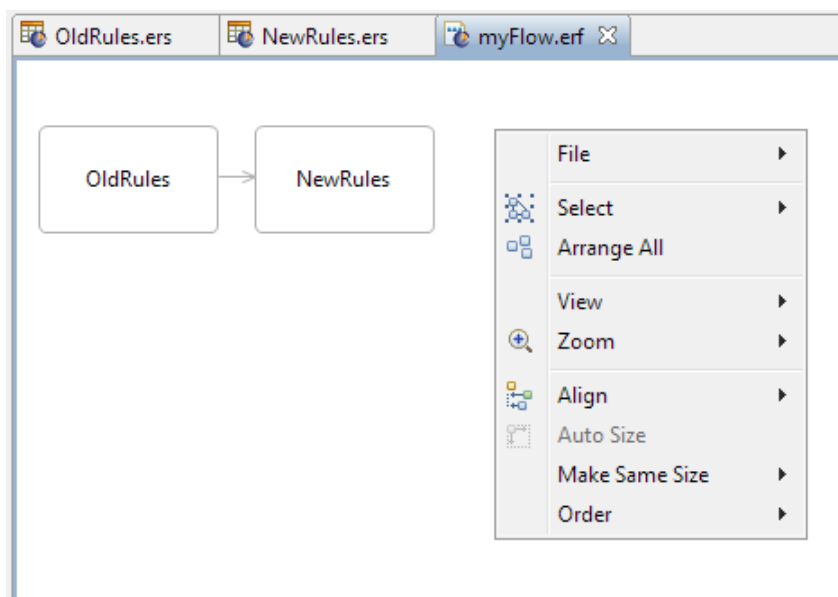 OldRules.ers
NewRules.ers
myFlow.erf
OldRules
NewRules
File
Select
Arrange All
View
Zoom
Align
Auto Size
Make Same Size
Order